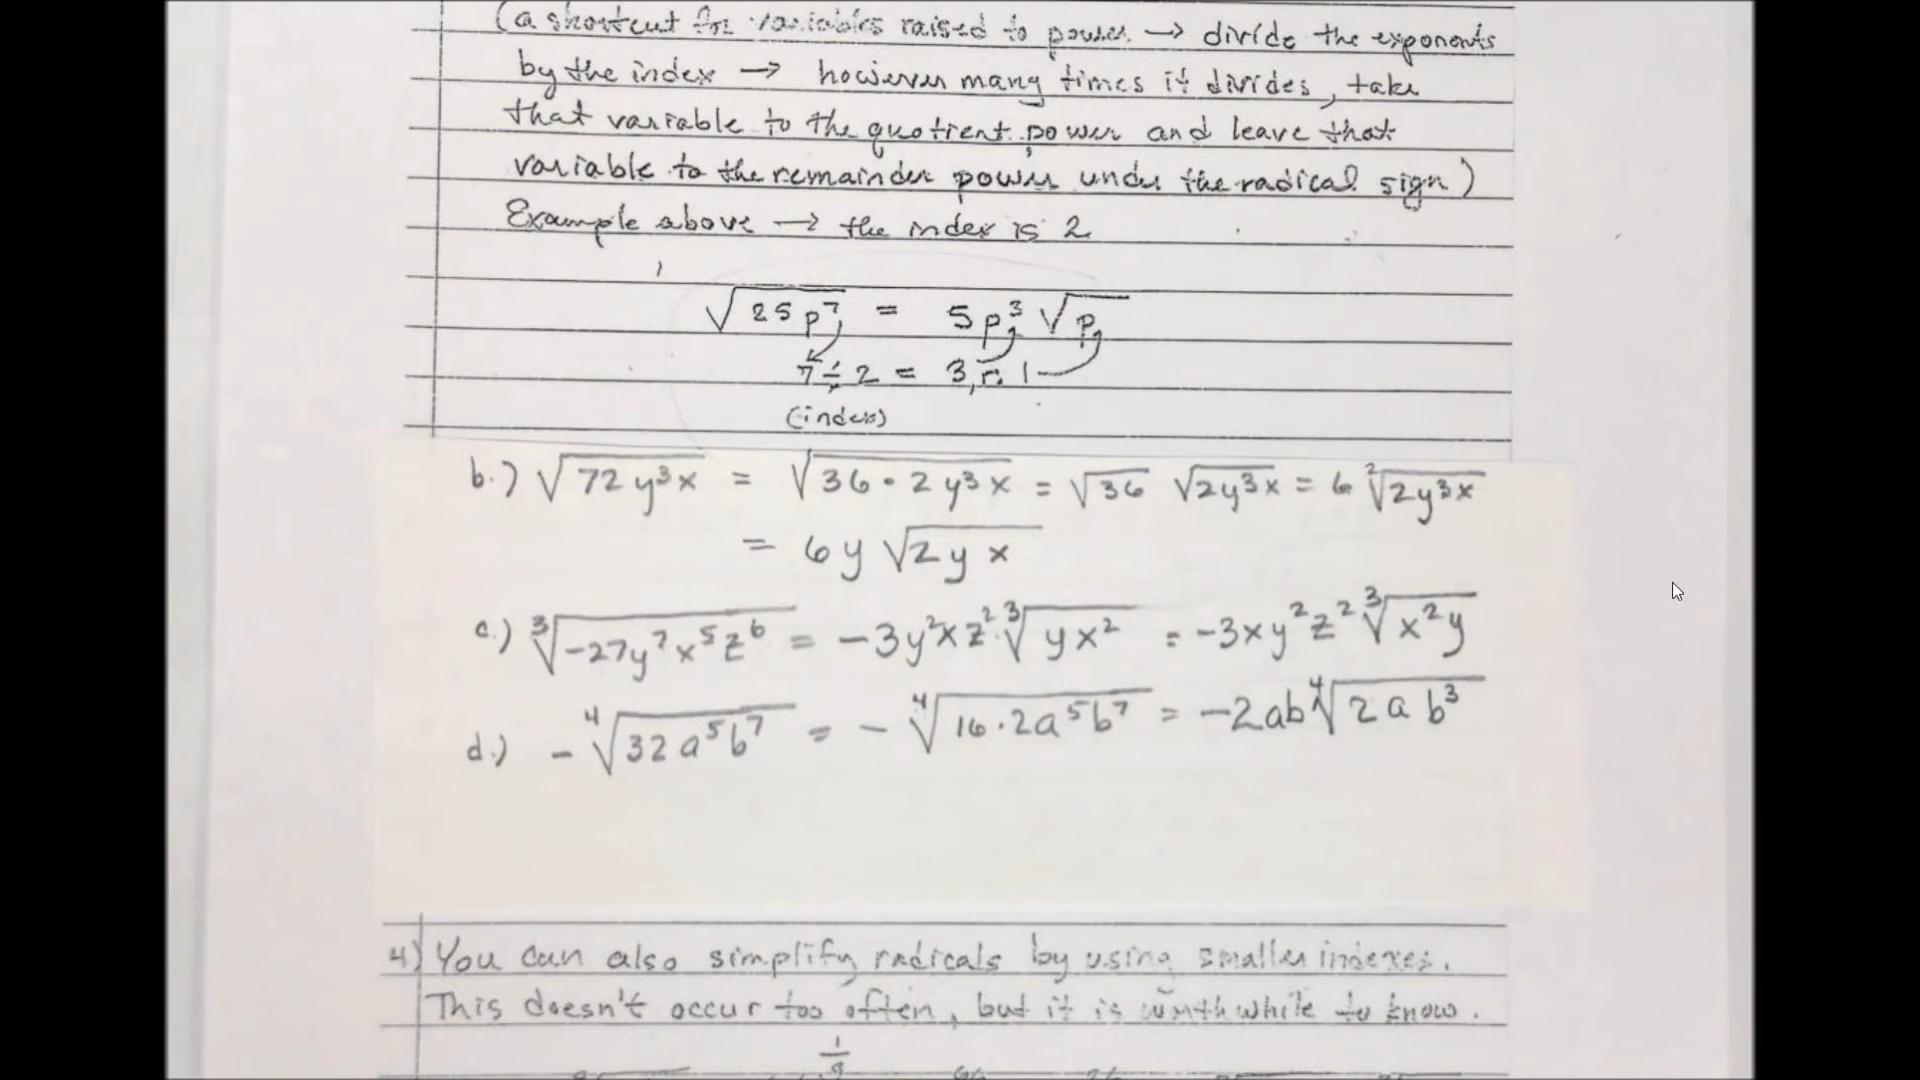 (a shortcut for variables raised to power → divide the exponents
by the index → however many times it divides, take
that variable to the quotient power and leave that
variable to the remainder power under the radical sign)
Example above → the index is 2
√25p⁷ = 5p³ √p
7 ÷ 2 = 3, r. 1
(index)
b.) √72y³x = √36 · 2y³x = √36 √2y³x = 6 ²√2y³x
= 6y √2yx
c.) ³√-27y⁷x⁵z⁶ = -3y²xz² · ³√yx² = -3xy²z² ³√x²y
d.) - ⁴√32a⁵b⁷ = - ⁴√16·2a⁵b⁷ = -2ab ⁴√2ab³
4) You can also simplify radicals by using smaller indexes.
This doesn't occur too often, but it is worthwhile to know.